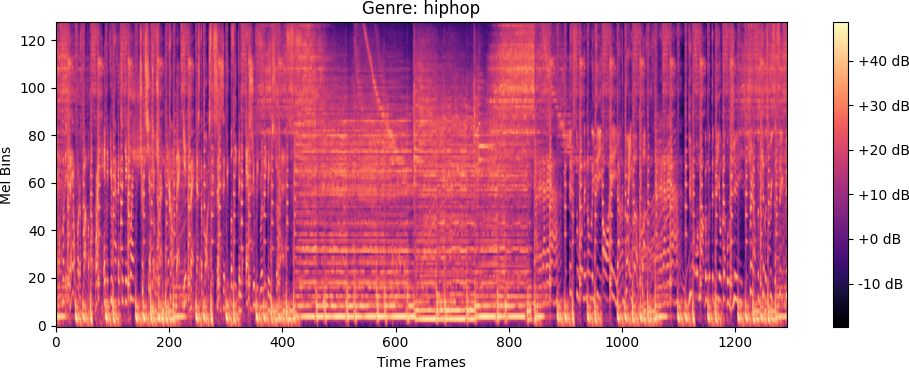 Genre: hiphop
120
100
80
60
40
20
0
Mel Bins
0 200 400 600 800 1000 1200
Time Frames
+40 dB
+30 dB
+20 dB
+10 dB
+0 dB
-10 dB